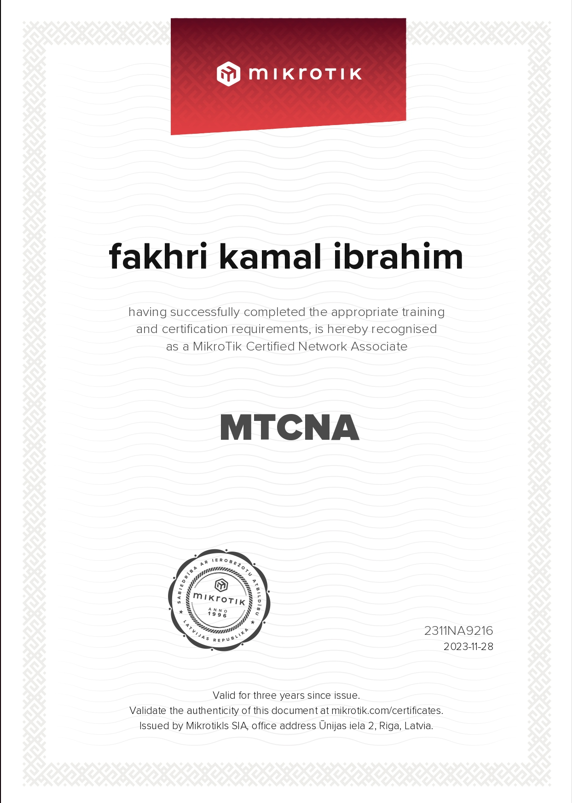 mikrotik
fakhri kamal ibrahim
having successfully completed the appropriate training
and certification requirements, is hereby recognised
as a MikroTik Certified Network Associate
MTCNA
SABIEDRĪBA AR IEROBEŽOTU ATBILDĪBU
mikrotik
ANNO
1996
LATVIJAS REPUBLIKA
2311NA9216
2023-11-28
Valid for three years since issue.
Validate the authenticity of this document at mikrotik.com/certificates.
Issued by Mikrotikls SIA, office address Ūnijas iela 2, Riga, Latvia.